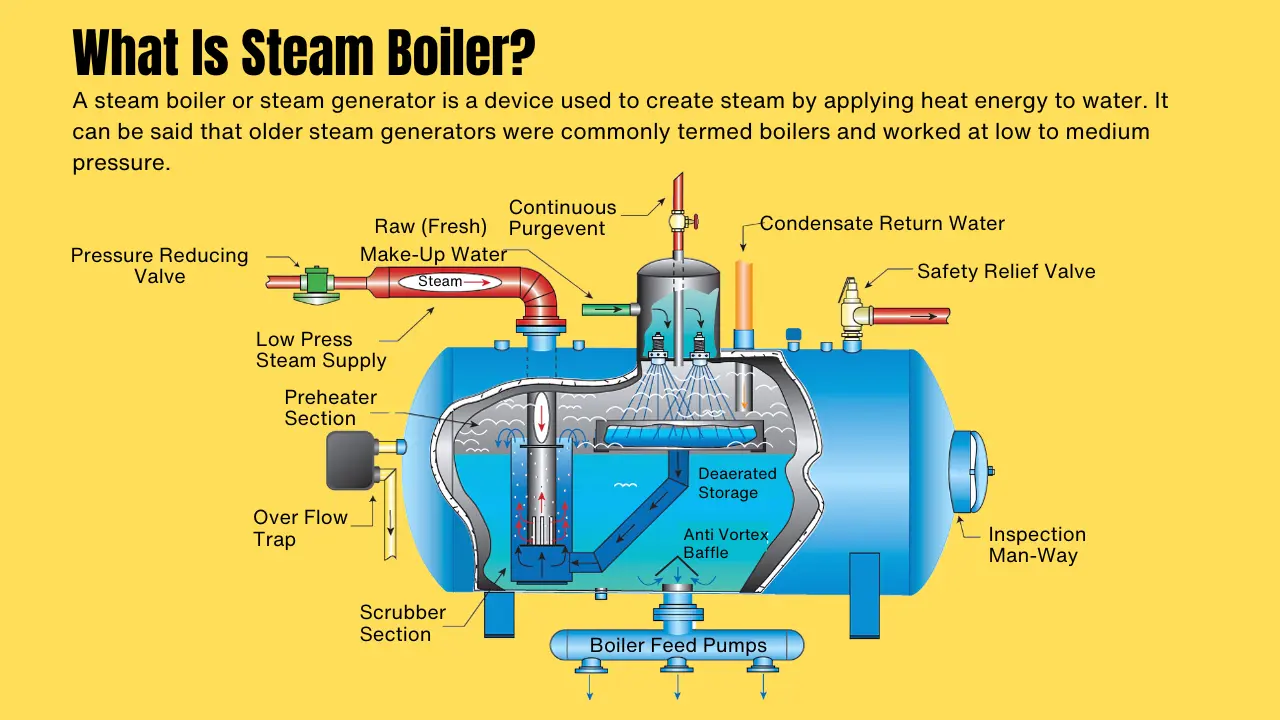 What Is Steam Boiler?
A steam boiler or steam generator is a device used to create steam by applying heat energy to water. It
can be said that older steam generators were commonly termed boilers and worked at low to medium
pressure.
Continuous
Purgevent
Raw (Fresh)
Make-Up Water
Condensate Return Water
Pressure Reducing
Valve
Steam
Safety Relief Valve
Low Press
Steam Supply
Preheater
Section
Deaerated
Storage
Over Flow
Trap
Anti Vortex
Baffle
Inspection
Man-Way
Scrubber
Section
Boiler Feed Pumps